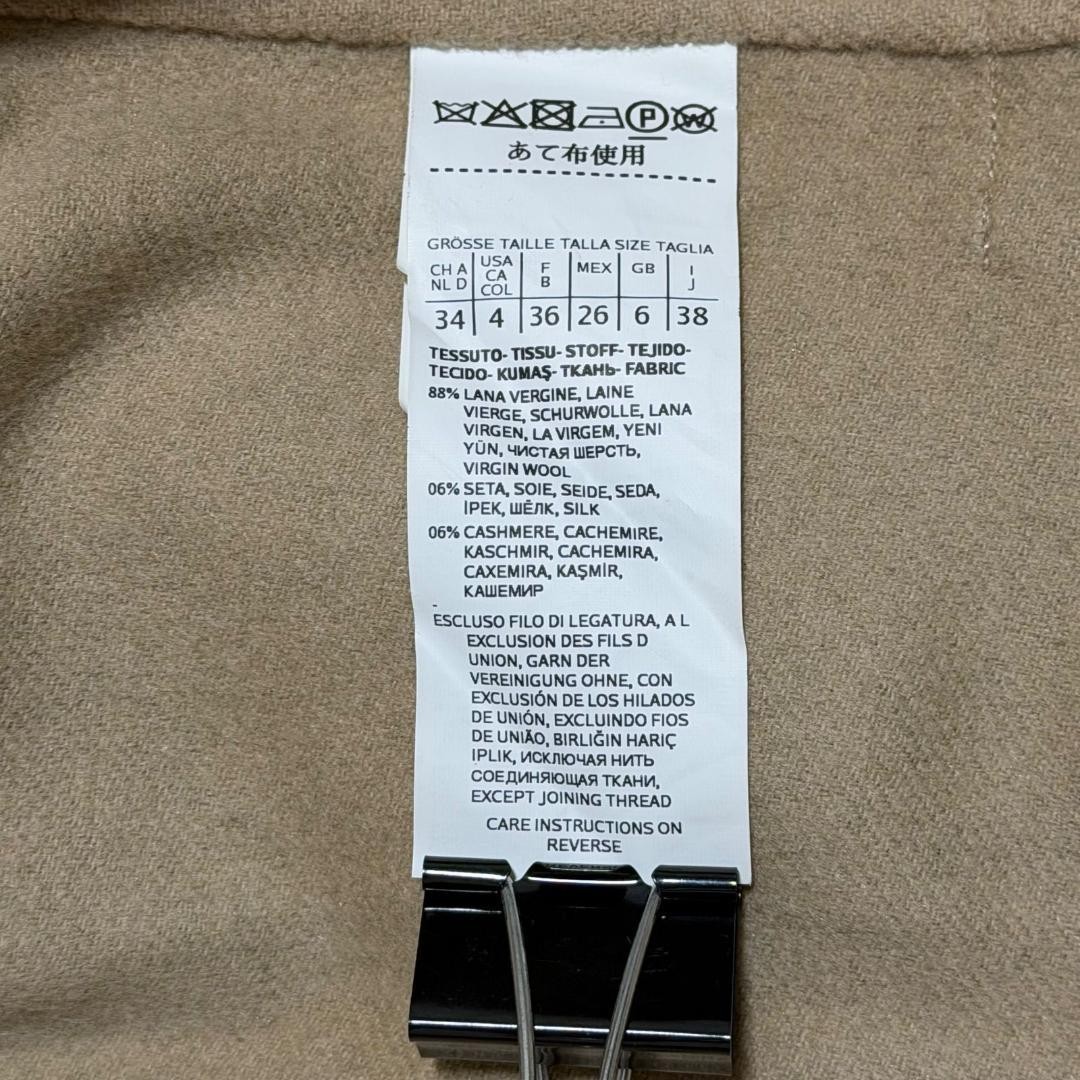 P W
あて布使用
GRÖSSE TAILLE TALLA SIZE TAGLIA
CH A NL D USA CA COL F B MEX GB I J
34 4 36 26 6 38
TESSUTO- TISSU- STOFF- TEJIDO-
TECIDO- KUMAŞ- ТКАНЬ- FABRIC
88% LANA VERGINE, LAINE
VIERGE, SCHURWOLLE, LANA
VIRGEN, LA VIRGEM, YENI
YÜN, ЧИСТАЯ ШЕРСТЬ,
VIRGIN WOOL
06% SETA, SOIE, SEIDE, SEDA,
İPEK, ШЁЛК, SILK
06% CASHMERE, CACHEMIRE,
KASCHMIR, CACHEMIRA,
CAXEMIRA, KAŞMİR,
КАШЕМИР
-
ESCLUSO FILO DI LEGATURA, A L
EXCLUSION DES FILS D
UNION, GARN DER
VEREINIGUNG OHNE, CON
EXCLUSIÓN DE LOS HILADOS
DE UNIÓN, EXCLUINDO FIOS
DE UNIÃO, BIRLIĞIN HARIÇ
IPLIK, ИСКЛЮЧАЯ НИТЬ
СОЕДИНЯЮЩАЯ ТКАНИ,
EXCEPT JOINING THREAD
CARE INSTRUCTIONS ON
REVERSE